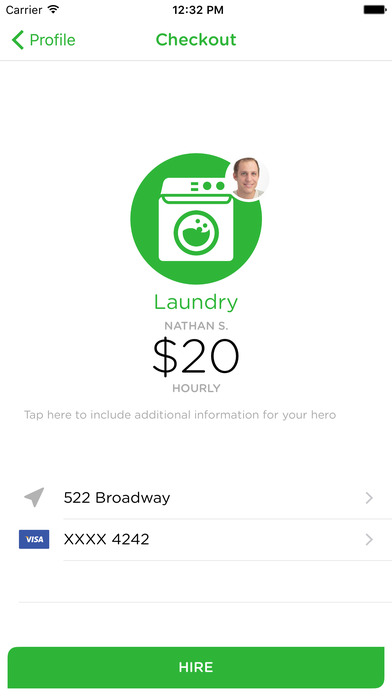 Carrier 12:32 PM
Profile Checkout
Laundry
NATHAN S.
$20
HOURLY
Tap here to include additional information for your hero
522 Broadway
VISA XXXX 4242
HIRE